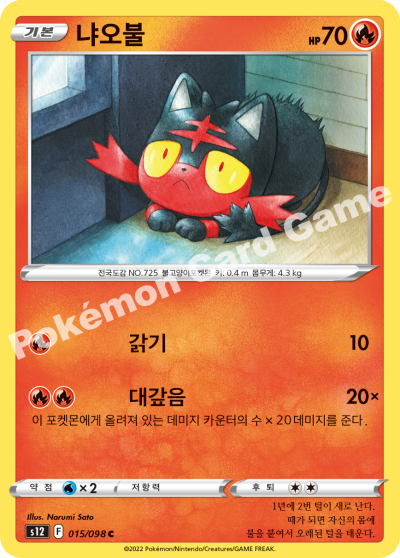 기본 냐오불 HP 70
전국도감 NO.725 불고양이포켓몬 키: 0.4 m 몸무게: 4.3 kg
Pokémon Card Game
갉기 10
대갚음 20×
이 포켓몬에게 올려져 있는 데미지 카운터의 수 × 20데미지를 준다.
약점 ×2 저항력 후퇴
Illus. Narumi Sato
s12 F 015/098 C
1년에 2번 털이 새로 난다.
때가 되면 자신의 몸에
불을 붙여서 오래된 털을 태운다.
©2022 Pokémon/Nintendo/Creatures/GAME FREAK.